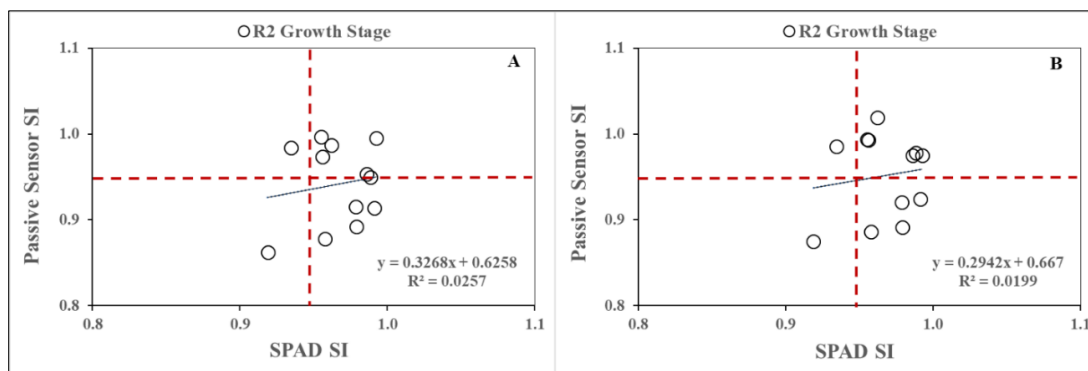 R2 Growth Stage
A
1.1
1.0
0.9
0.8
Passive Sensor SI
y = 0.3268x + 0.6258
R² = 0.0257
0.8 0.9 1.0 1.1
SPAD SI
R2 Growth Stage
B
1.1
1.0
0.9
0.8
Passive Sensor SI
y = 0.2942x + 0.667
R² = 0.0199
0.8 0.9 1.0 1.1
SPAD SI